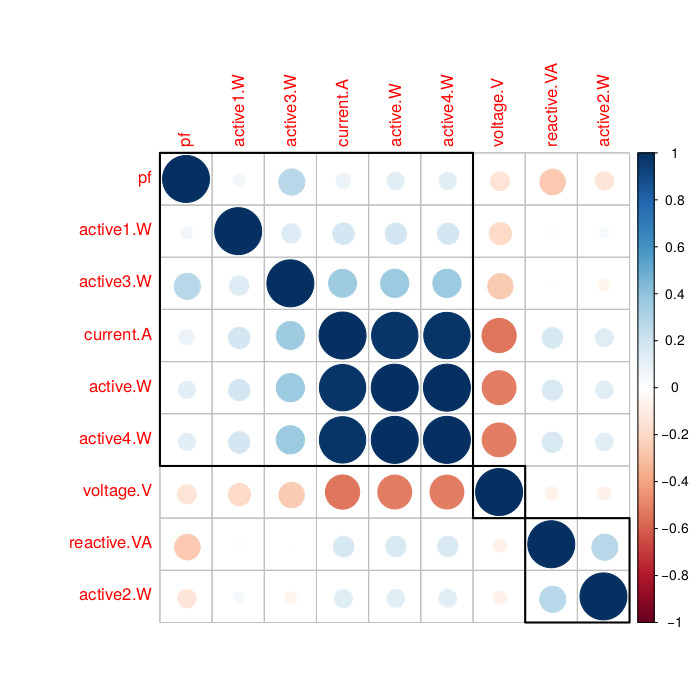 pf
active1.W
active3.W
current.A
active.W
active4.W
voltage.V
reactive.VA
active2.W
pf
active1.W
active3.W
current.A
active.W
active4.W
voltage.V
reactive.VA
active2.W
1
0.8
0.6
0.4
0.2
0
−0.2
−0.4
−0.6
−0.8
−1